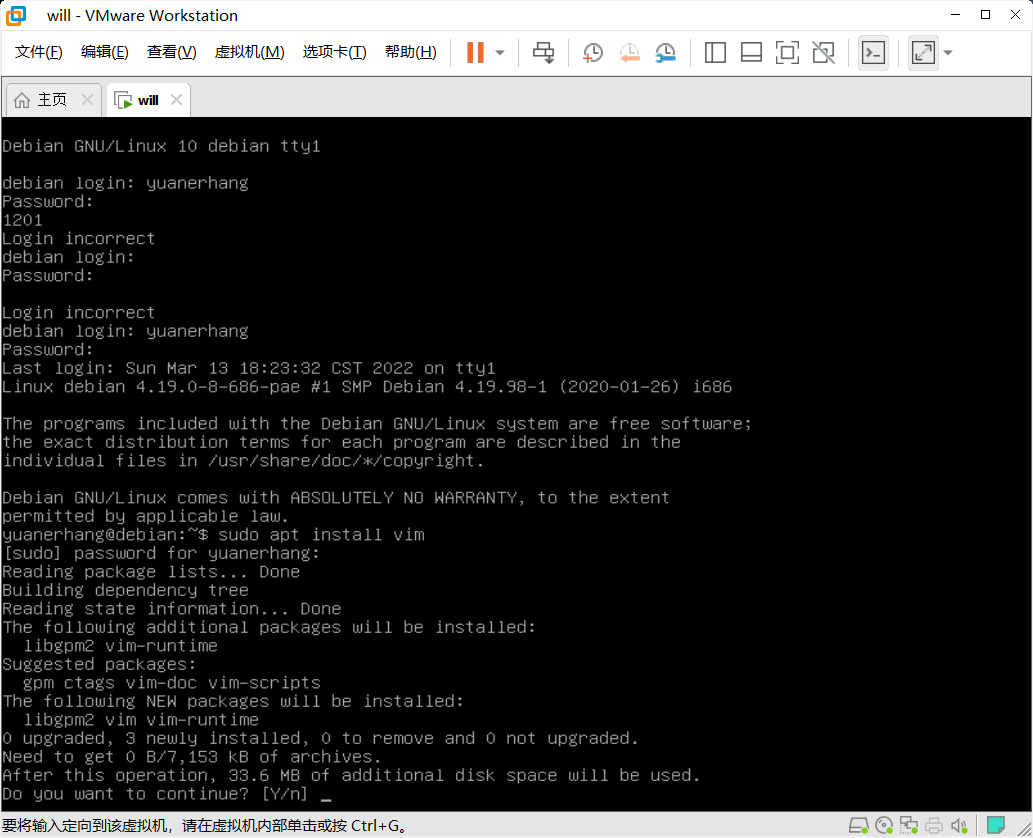 will - VMware Workstation
文件(F) 编辑(E) 查看(V) 虚拟机(M) 选项卡(T) 帮助(H)
主页 will
Debian GNU/Linux 10 debian tty1
debian login: yuanerhang
Password:
1201
Login incorrect
debian login:
Password:
Login incorrect
debian login: yuanerhang
Password:
Last login: Sun Mar 13 18:23:32 CST 2022 on tty1
Linux debian 4.19.0-8-686-pae #1 SMP Debian 4.19.98-1 (2020-01-26) i686
The programs included with the Debian GNU/Linux system are free software;
the exact distribution terms for each program are described in the
individual files in /usr/share/doc/*/copyright.
Debian GNU/Linux comes with ABSOLUTELY NO WARRANTY, to the extent
permitted by applicable law.
yuanerhang@debian:~$ sudo apt install vim
[sudo] password for yuanerhang:
Reading package lists... Done
Building dependency tree
Reading state information... Done
The following additional packages will be installed:
  libgpm2 vim-runtime
Suggested packages:
  gpm ctags vim-doc vim-scripts
The following NEW packages will be installed:
  libgpm2 vim vim-runtime
0 upgraded, 3 newly installed, 0 to remove and 0 not upgraded.
Need to get 0 B/7,153 kB of archives.
After this operation, 33.6 MB of additional disk space will be used.
Do you want to continue? [Y/n] _
要将输入定向到该虚拟机，请在虚拟机内部单击或按 Ctrl+G。